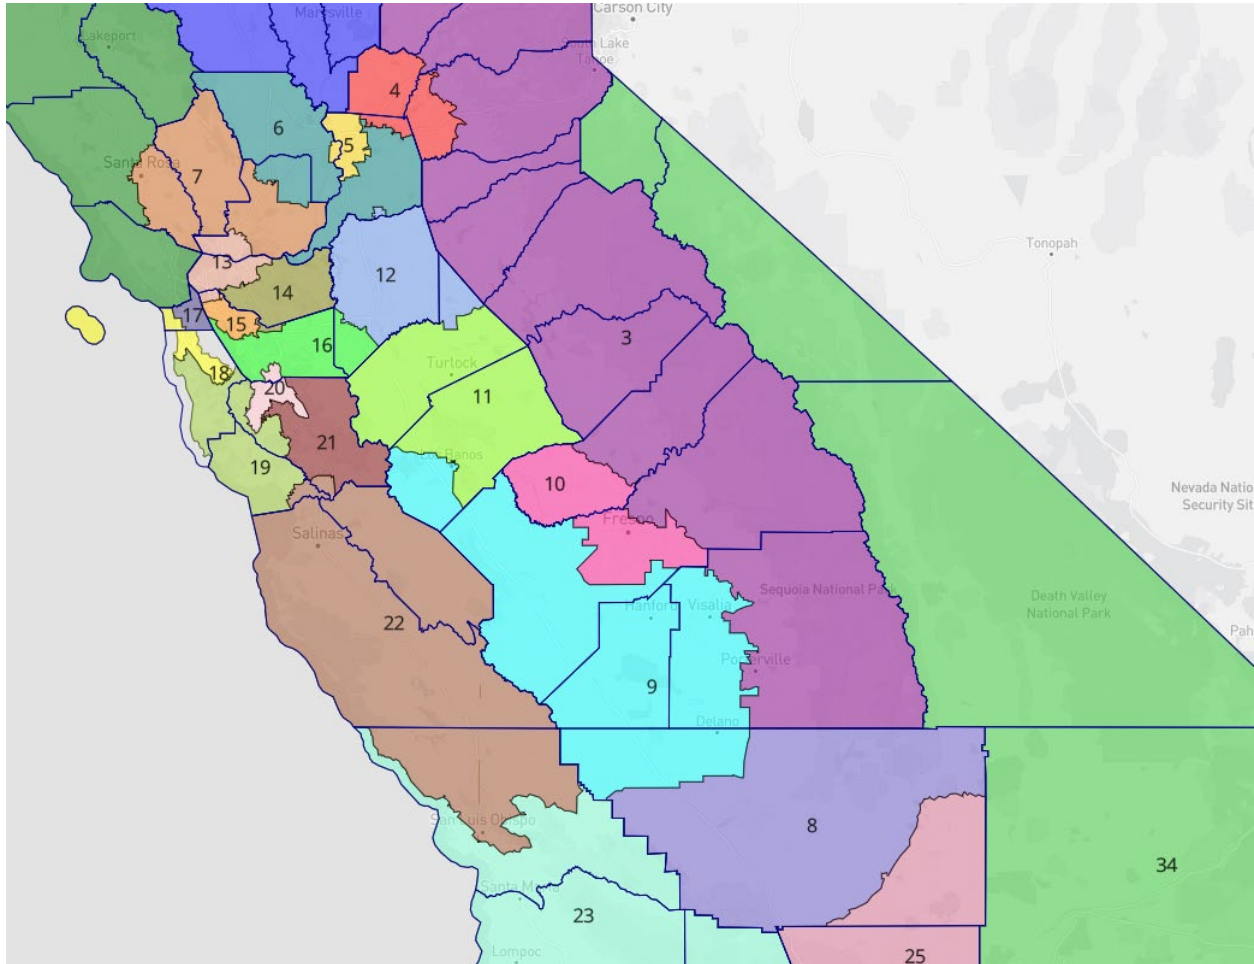 Marysville
Carson City
Lakeport
South Lake
Tahoe
4
6
5
Santa Rosa
7
Tonopah
13
12
14
17
15
16
3
Turlock
18
20
11
21
Los Banos
19
10
Nevada Natio
Security Sit
Fresno
Salinas
Sequoia National Park
Death Valley
National Park
Hanford
Visalia
22
Pah
Porterville
9
Delano
8
San Luis Obispo
34
Santa Maria
23
Lompoc
25